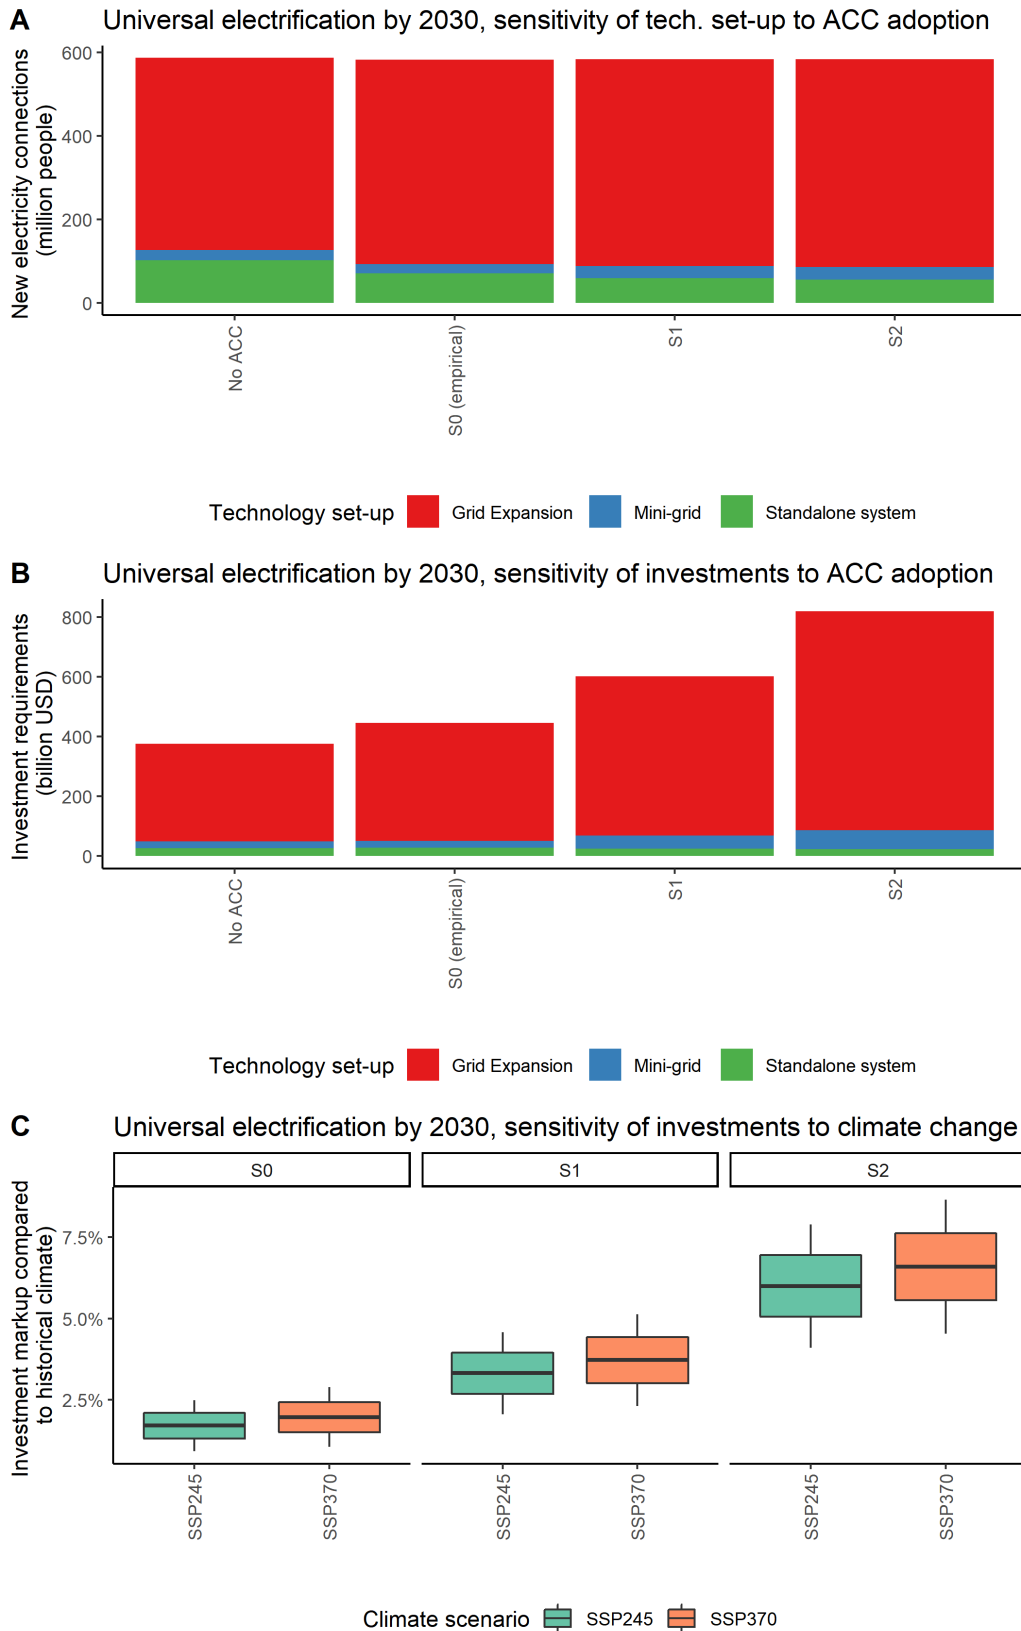 A
Universal electrification by 2030, sensitivity of tech. set-up to ACC adoption
New electricity connections
(million people)
600
400
200
0
No ACC
S0 (empirical)
S1
S2
Technology set-up
Grid Expansion
Mini-grid
Standalone system
B
Universal electrification by 2030, sensitivity of investments to ACC adoption
Investment requirements
(billion USD)
800
600
400
200
0
No ACC
S0 (empirical)
S1
S2
Technology set-up
Grid Expansion
Mini-grid
Standalone system
C
Universal electrification by 2030, sensitivity of investments to climate change
S0
S1
S2
Investment markup compared
to historical climate)
7.5%
5.0%
2.5%
SSP245
SSP370
SSP245
SSP370
SSP245
SSP370
Climate scenario
SSP245
SSP370